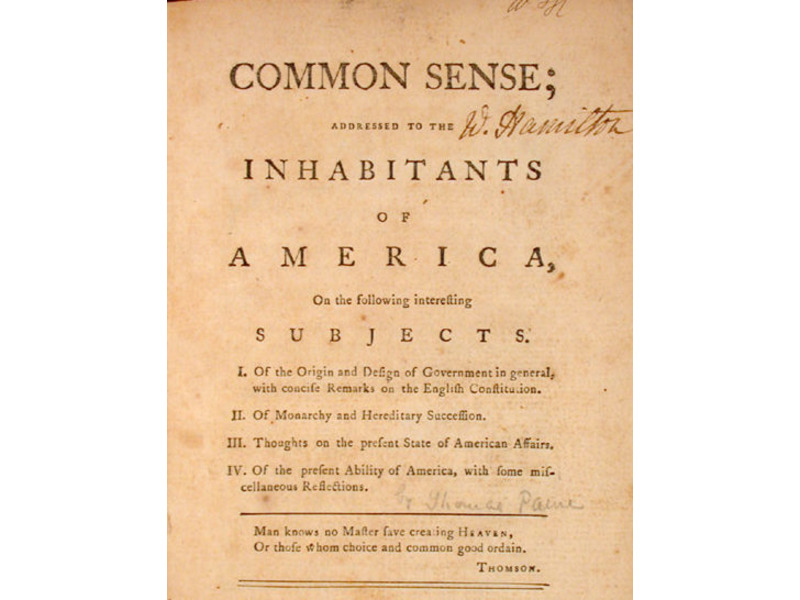 COMMON SENSE;
ADDRESSED TO THE
W. Hamilton
INHABITANTS
OF
AMERICA,
On the following intereſting
SUBJECTS.
I. Of the Origin and Deſign of Government in general,
with conciſe Remarks on the Engliſh Conſtitution.
II. Of Monarchy and Hereditary Succeſſion.
III. Thoughts on the preſent State of American Affairs.
IV. Of the preſent Ability of America, with ſome miſ-
cellaneous Reflections.
by Thomas Paine
Man knows no Maſter ſave creating HEAVEN,
Or thoſe whom choice and common good ordain.
THOMSON.